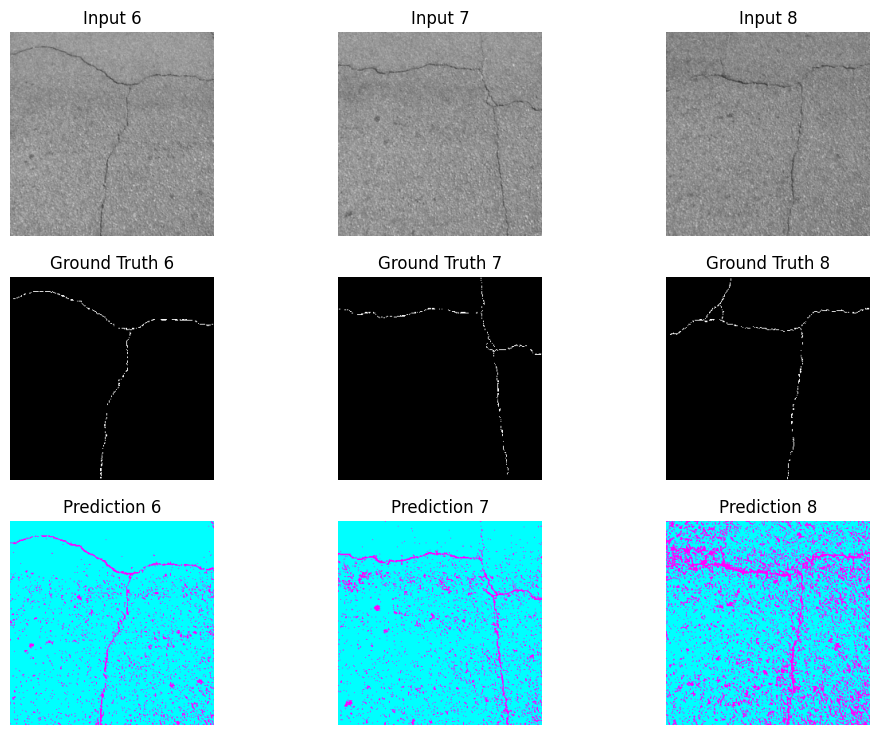 Input 6
Input 7
Input 8
Ground Truth 6
Ground Truth 7
Ground Truth 8
Prediction 6
Prediction 7
Prediction 8